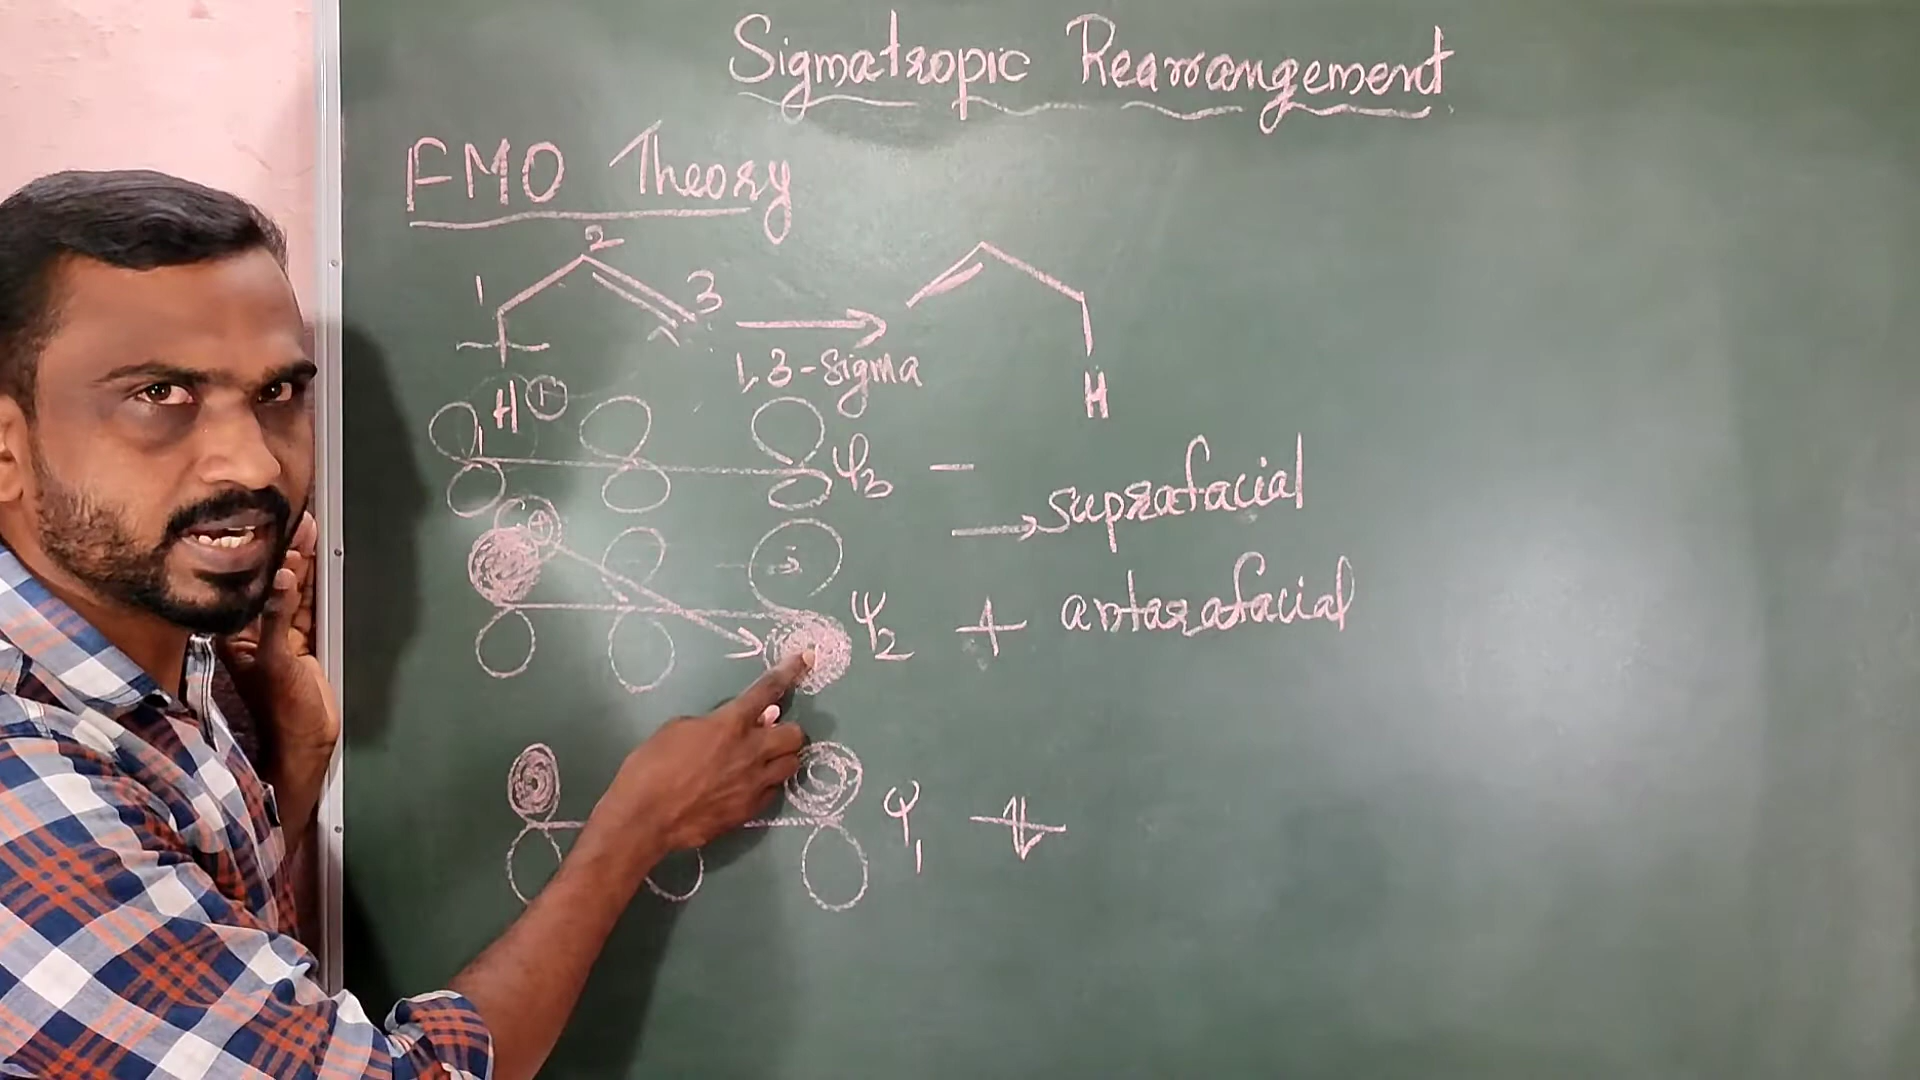 Sigmatropic Rearrangement
FMO Theory
2
1
3
1,3-sigma
H +
H
ψ3 -
suprafacial
+
ψ2
antarafacial
ψ1